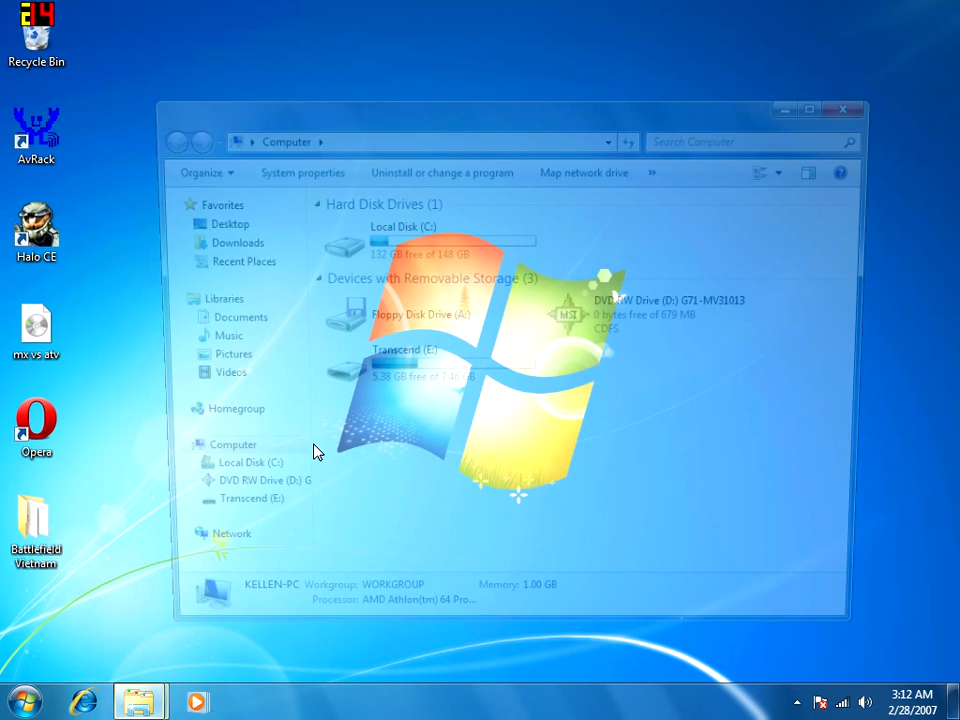 24
Recycle Bin
AvRack
Halo CE
mx vs atv
Opera
Battlefield
Vietnam
Computer
Search Computer
Organize
System properties
Uninstall or change a program
Map network drive
»
Favorites
Desktop
Downloads
Recent Places
Libraries
Documents
Music
Pictures
Videos
Homegroup
Computer
Local Disk (C:)
DVD RW Drive (D:) G
Transcend (E:)
Network
Hard Disk Drives (1)
Local Disk (C:)
132 GB free of 148 GB
Devices with Removable Storage (3)
Floppy Disk Drive (A:)
DVD RW Drive (D:) G71-MV31013
0 bytes free of 679 MB
CDFS
Transcend (E:)
5.38 GB free of 7.46 GB
KELLEN-PC Workgroup: WORKGROUP Memory: 1.00 GB
Processor: AMD Athlon(tm) 64 Pro...
3:12 AM
2/28/2007